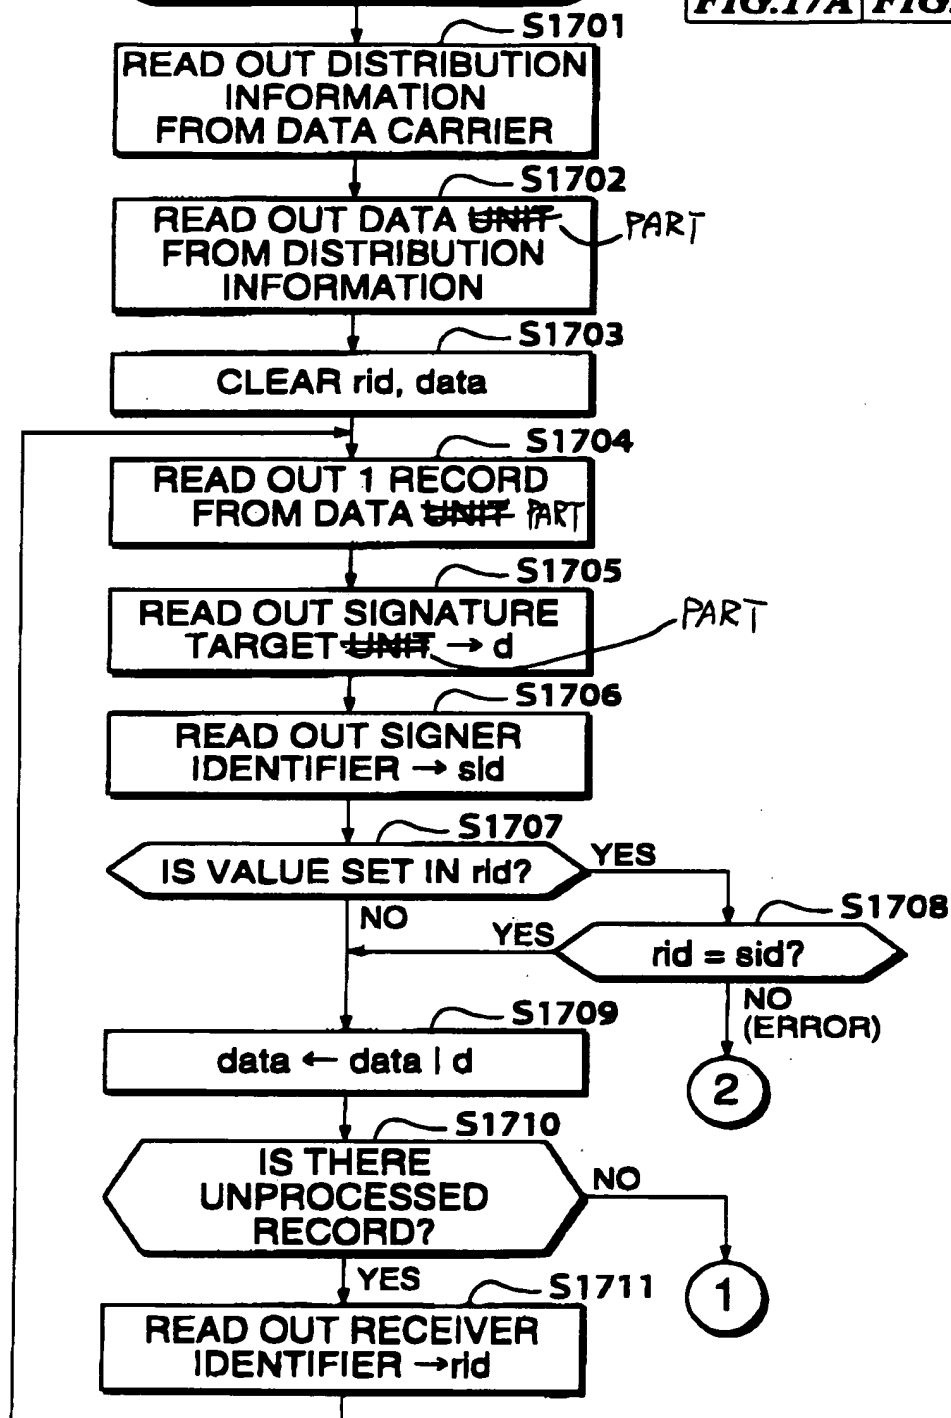 FIG.17A FIG.
S1701
READ OUT DISTRIBUTION
INFORMATION
FROM DATA CARRIER
S1702
READ OUT DATA UNIT PART
FROM DISTRIBUTION
INFORMATION
S1703
CLEAR rid, data
S1704
READ OUT 1 RECORD
FROM DATA UNIT PART
S1705
READ OUT SIGNATURE
PART
TARGET UNIT → d
S1706
READ OUT SIGNER
IDENTIFIER → sid
S1707
IS VALUE SET IN rid?
YES
NO
S1708
YES
rid = sid?
NO
(ERROR)
2
S1709
data ← data | d
S1710
IS THERE
UNPROCESSED
RECORD?
NO
1
YES
S1711
READ OUT RECEIVER
IDENTIFIER →rid